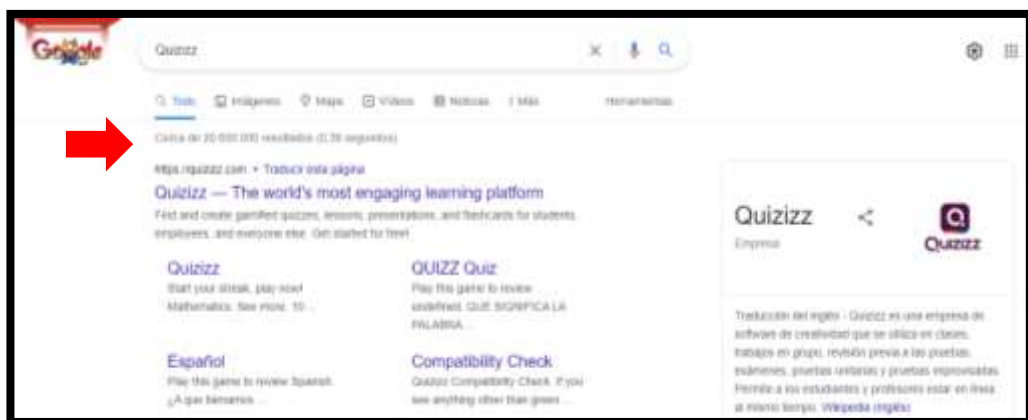 Google
Quizizz
Todo Imágenes Maps Vídeos Noticias Más Herramientas
Cerca de 20.600.000 resultados (0,36 segundos)
https://quizizz.com Traducir esta página
Quizizz — The world's most engaging learning platform
Find and create gamified quizzes, lessons, presentations, and flashcards for students,
employees, and everyone else. Get started for free!
Quizizz
Start your streak, play now!
Mathematics. See more. 10 ...
QUIZZ Quiz
Play this game to review
undefined. QUE SIGNIFICA LA
PALABRA ...
Español
Play this game to review Spanish.
¿A que llamamos ...
Compatibility Check
Quizizz Compatibility Check. If you
see anything other than green ...
Quizizz
Empresa
Quizizz
Traducción del inglés - Quizizz es una empresa de
software de creatividad que se utiliza en clases,
trabajos en grupo, revisión previa a las pruebas,
exámenes, pruebas unitarias y pruebas improvisadas.
Permite a los estudiantes y profesores estar en línea
al mismo tiempo. Wikipedia (inglés)